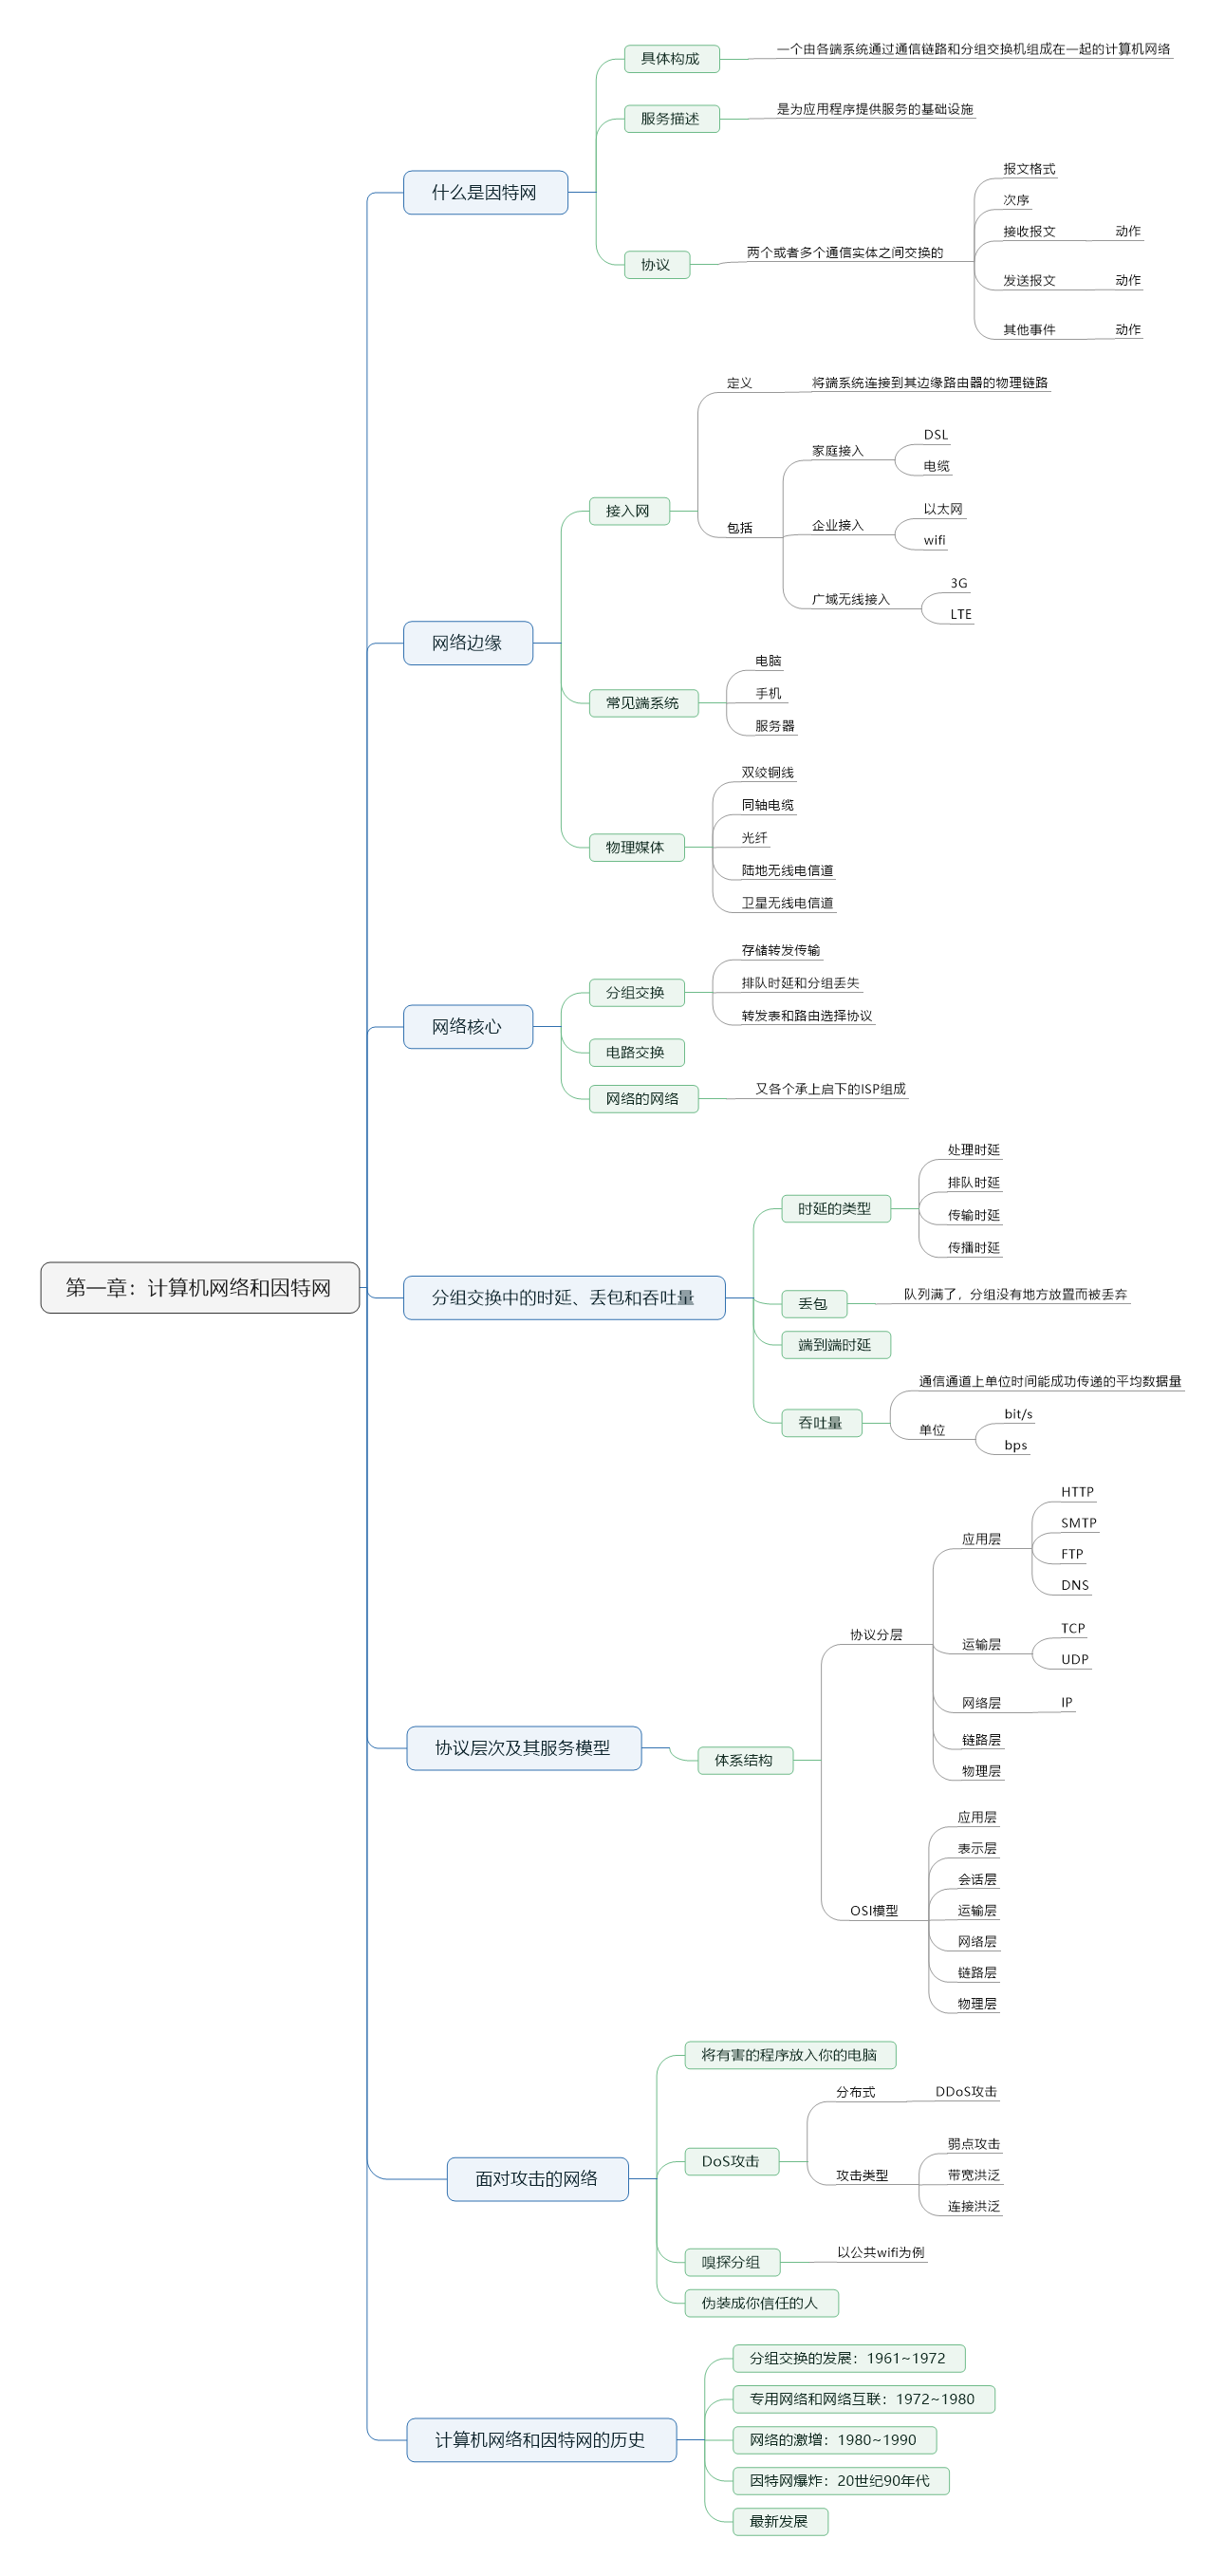 第一章：计算机网络和因特网
什么是因特网
具体构成
一个由各端系统通过通信链路和分组交换机组成在一起的计算机网络
服务描述
是为应用程序提供服务的基础设施
协议
两个或者多个通信实体之间交换的
报文格式
次序
接收报文
动作
发送报文
动作
其他事件
动作
网络边缘
接入网
定义
将端系统连接到其边缘路由器的物理链路
包括
家庭接入
DSL
电缆
企业接入
以太网
wifi
广域无线接入
3G
LTE
常见端系统
电脑
手机
服务器
物理媒体
双绞铜线
同轴电缆
光纤
陆地无线电信道
卫星无线电信道
网络核心
分组交换
存储转发传输
排队时延和分组丢失
转发表和路由选择协议
电路交换
网络的网络
又各个承上启下的ISP组成
分组交换中的时延、丢包和吞吐量
时延的类型
处理时延
排队时延
传输时延
传播时延
丢包
队列满了，分组没有地方放置而被丢弃
端到端时延
吞吐量
通信通道上单位时间能成功传递的平均数据量
单位
bit/s
bps
协议层次及其服务模型
体系结构
协议分层
应用层
HTTP
SMTP
FTP
DNS
运输层
TCP
UDP
网络层
IP
链路层
物理层
OSI模型
应用层
表示层
会话层
运输层
网络层
链路层
物理层
面对攻击的网络
将有害的程序放入你的电脑
DoS攻击
分布式
DDoS攻击
攻击类型
弱点攻击
带宽洪泛
连接洪泛
嗅探分组
以公共wifi为例
伪装成你信任的人
计算机网络和因特网的历史
分组交换的发展：1961~1972
专用网络和网络互联：1972~1980
网络的激增：1980~1990
因特网爆炸：20世纪90年代
最新发展